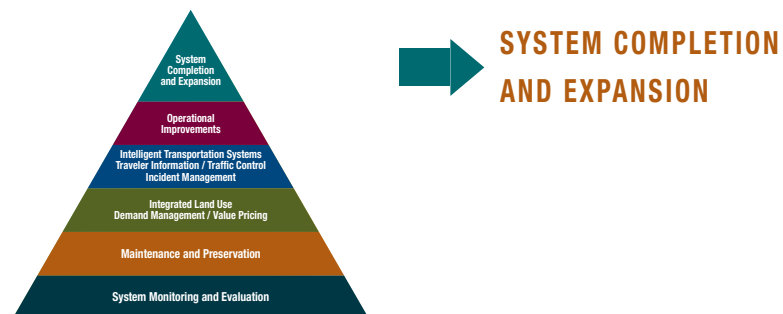 System
Completion
and Expansion
Operational
Improvements
Intelligent Transportation Systems
Traveler Information / Traffic Control
Incident Management
Integrated Land Use
Demand Management / Value Pricing
Maintenance and Preservation
System Monitoring and Evaluation
SYSTEM COMPLETION
AND EXPANSION